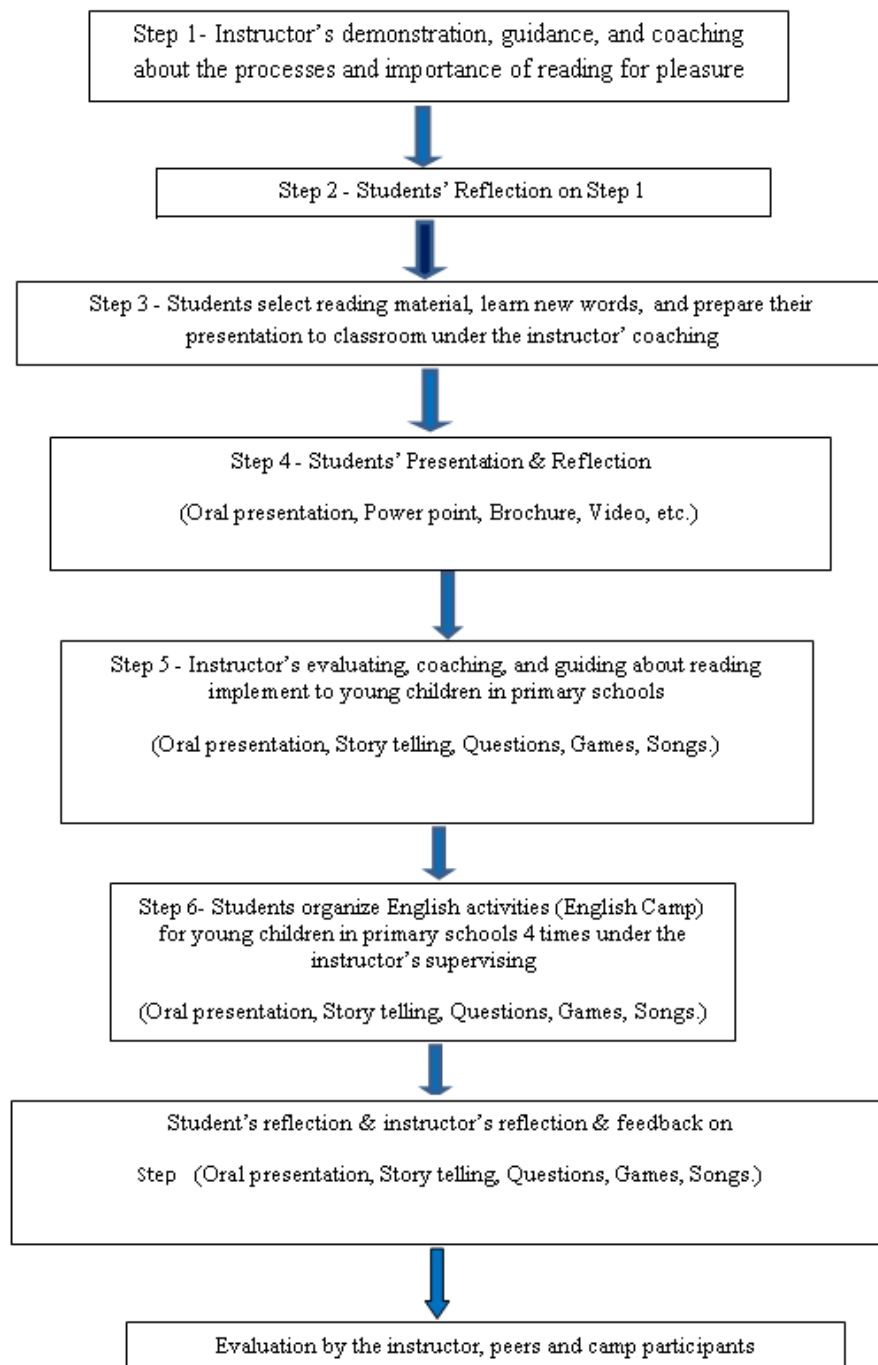 Step 1- Instructor's demonstration, guidance, and coaching
about the processes and importance of reading for pleasure
Step 2 - Students' Reflection on Step 1
Step 3 - Students select reading material, learn new words, and prepare their
presentation to classroom under the instructor' coaching
Step 4 - Students' Presentation & Reflection
(Oral presentation, Power point, Brochure, Video, etc.)
Step 5 - Instructor's evaluating, coaching, and guiding about reading
implement to young children in primary schools
(Oral presentation, Story telling, Questions, Games, Songs.)
Step 6- Students organize English activities (English Camp)
for young children in primary schools 4 times under the
instructor's supervising
(Oral presentation, Story telling, Questions, Games, Songs.)
Student's reflection & instructor's reflection & feedback on
Step (Oral presentation, Story telling, Questions, Games, Songs.)
Evaluation by the instructor, peers and camp participants